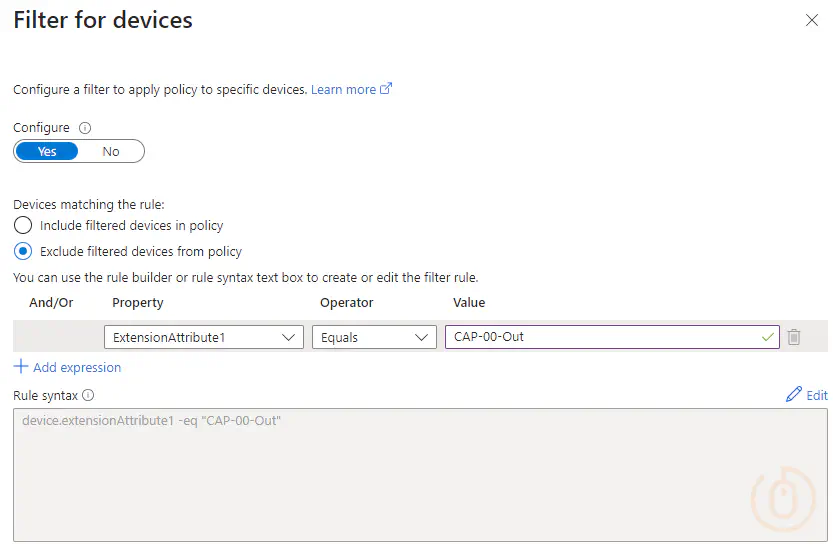 Filter for devices
Configure a filter to apply policy to specific devices. Learn more
Configure
Yes No
Devices matching the rule:
Include filtered devices in policy
Exclude filtered devices from policy
You can use the rule builder or rule syntax text box to create or edit the filter rule.
And/Or Property Operator Value
ExtensionAttribute1 Equals CAP-00-Out
Add expression
Rule syntax Edit
device.extensionAttribute1 -eq "CAP-00-Out"